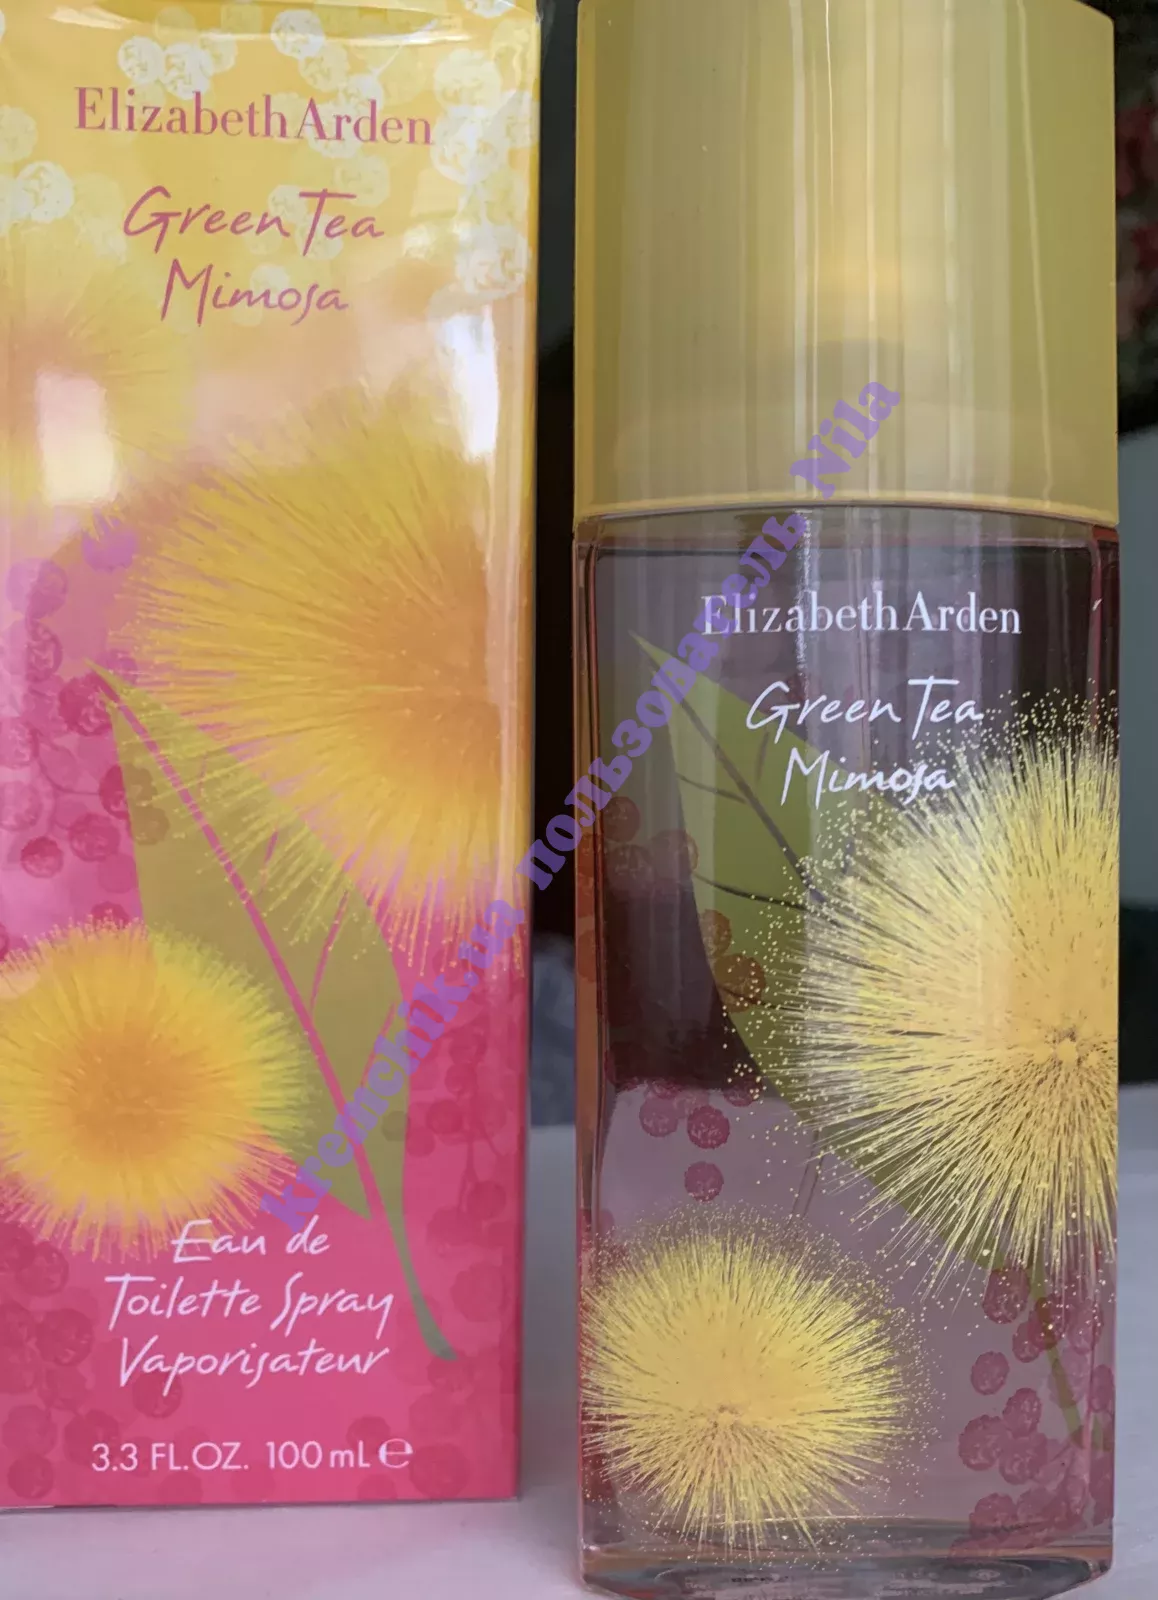 Elizabeth Arden
Green Tea
Mimosa
Eau de
Toilette Spray
Vaporisateur
3.3 FL.OZ. 100 mL ℮
Elizabeth Arden
Green Tea
Mimosa
kremchik.ua пользователь Nila